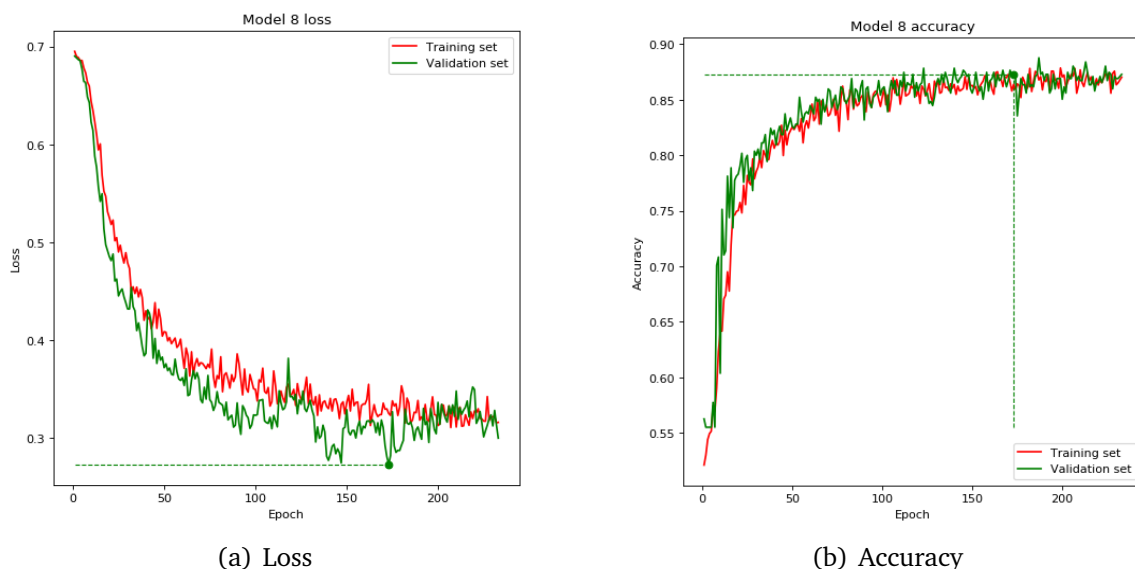 Model 8 loss
Training set
Validation set
0.7
0.6
0.5
0.4
0.3
Loss
0
50
100
150
200
Epoch
(a) Loss
Model 8 accuracy
0.90
0.85
0.80
0.75
0.70
0.65
0.60
0.55
Accuracy
Training set
Validation set
0
50
100
150
200
Epoch
(b) Accuracy